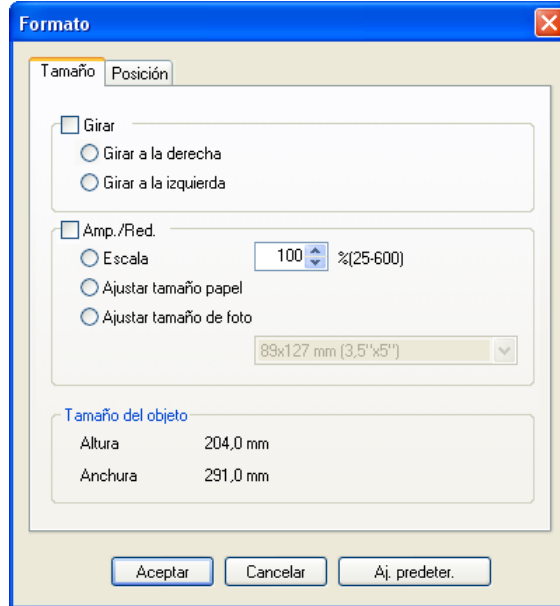 Formato
Tamaño Posición
Girar
Girar a la derecha
Girar a la izquierda
Amp./Red.
Escala 100 %(25-600)
Ajustar tamaño papel
Ajustar tamaño de foto
89x127 mm (3,5"x5")
Tamaño del objeto
Altura 204,0 mm
Anchura 291,0 mm
Aceptar Cancelar Aj. predeter.